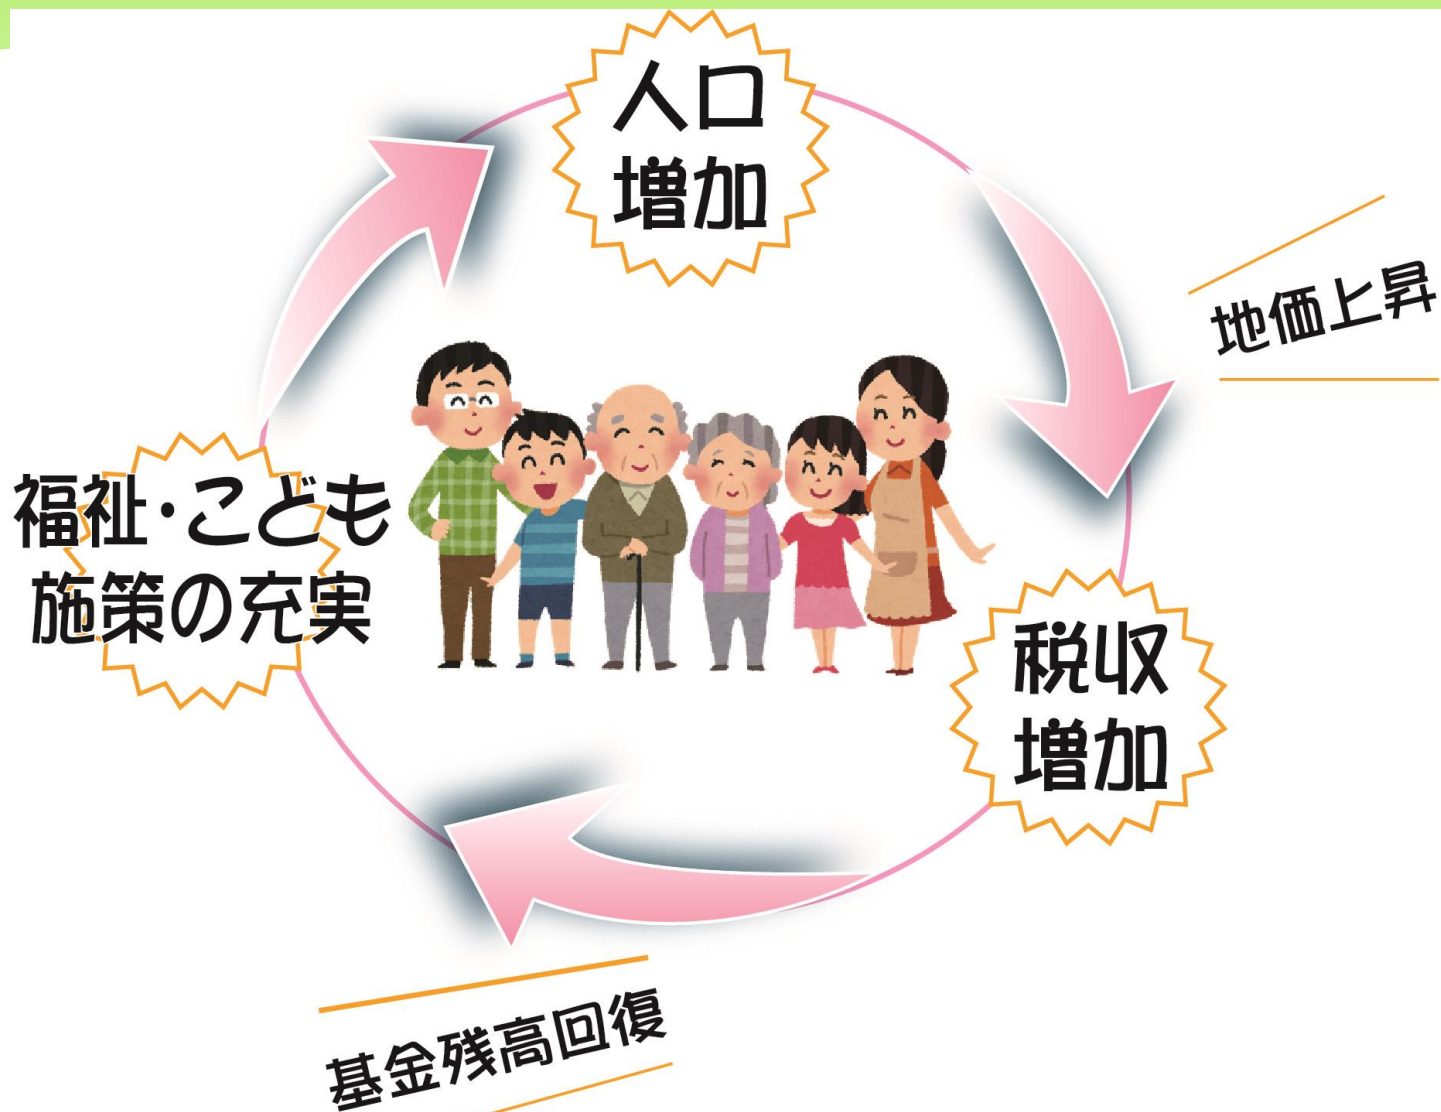 人口
増加
地価上昇
税収
増加
基金残高回復
福祉・こども
施策の充実